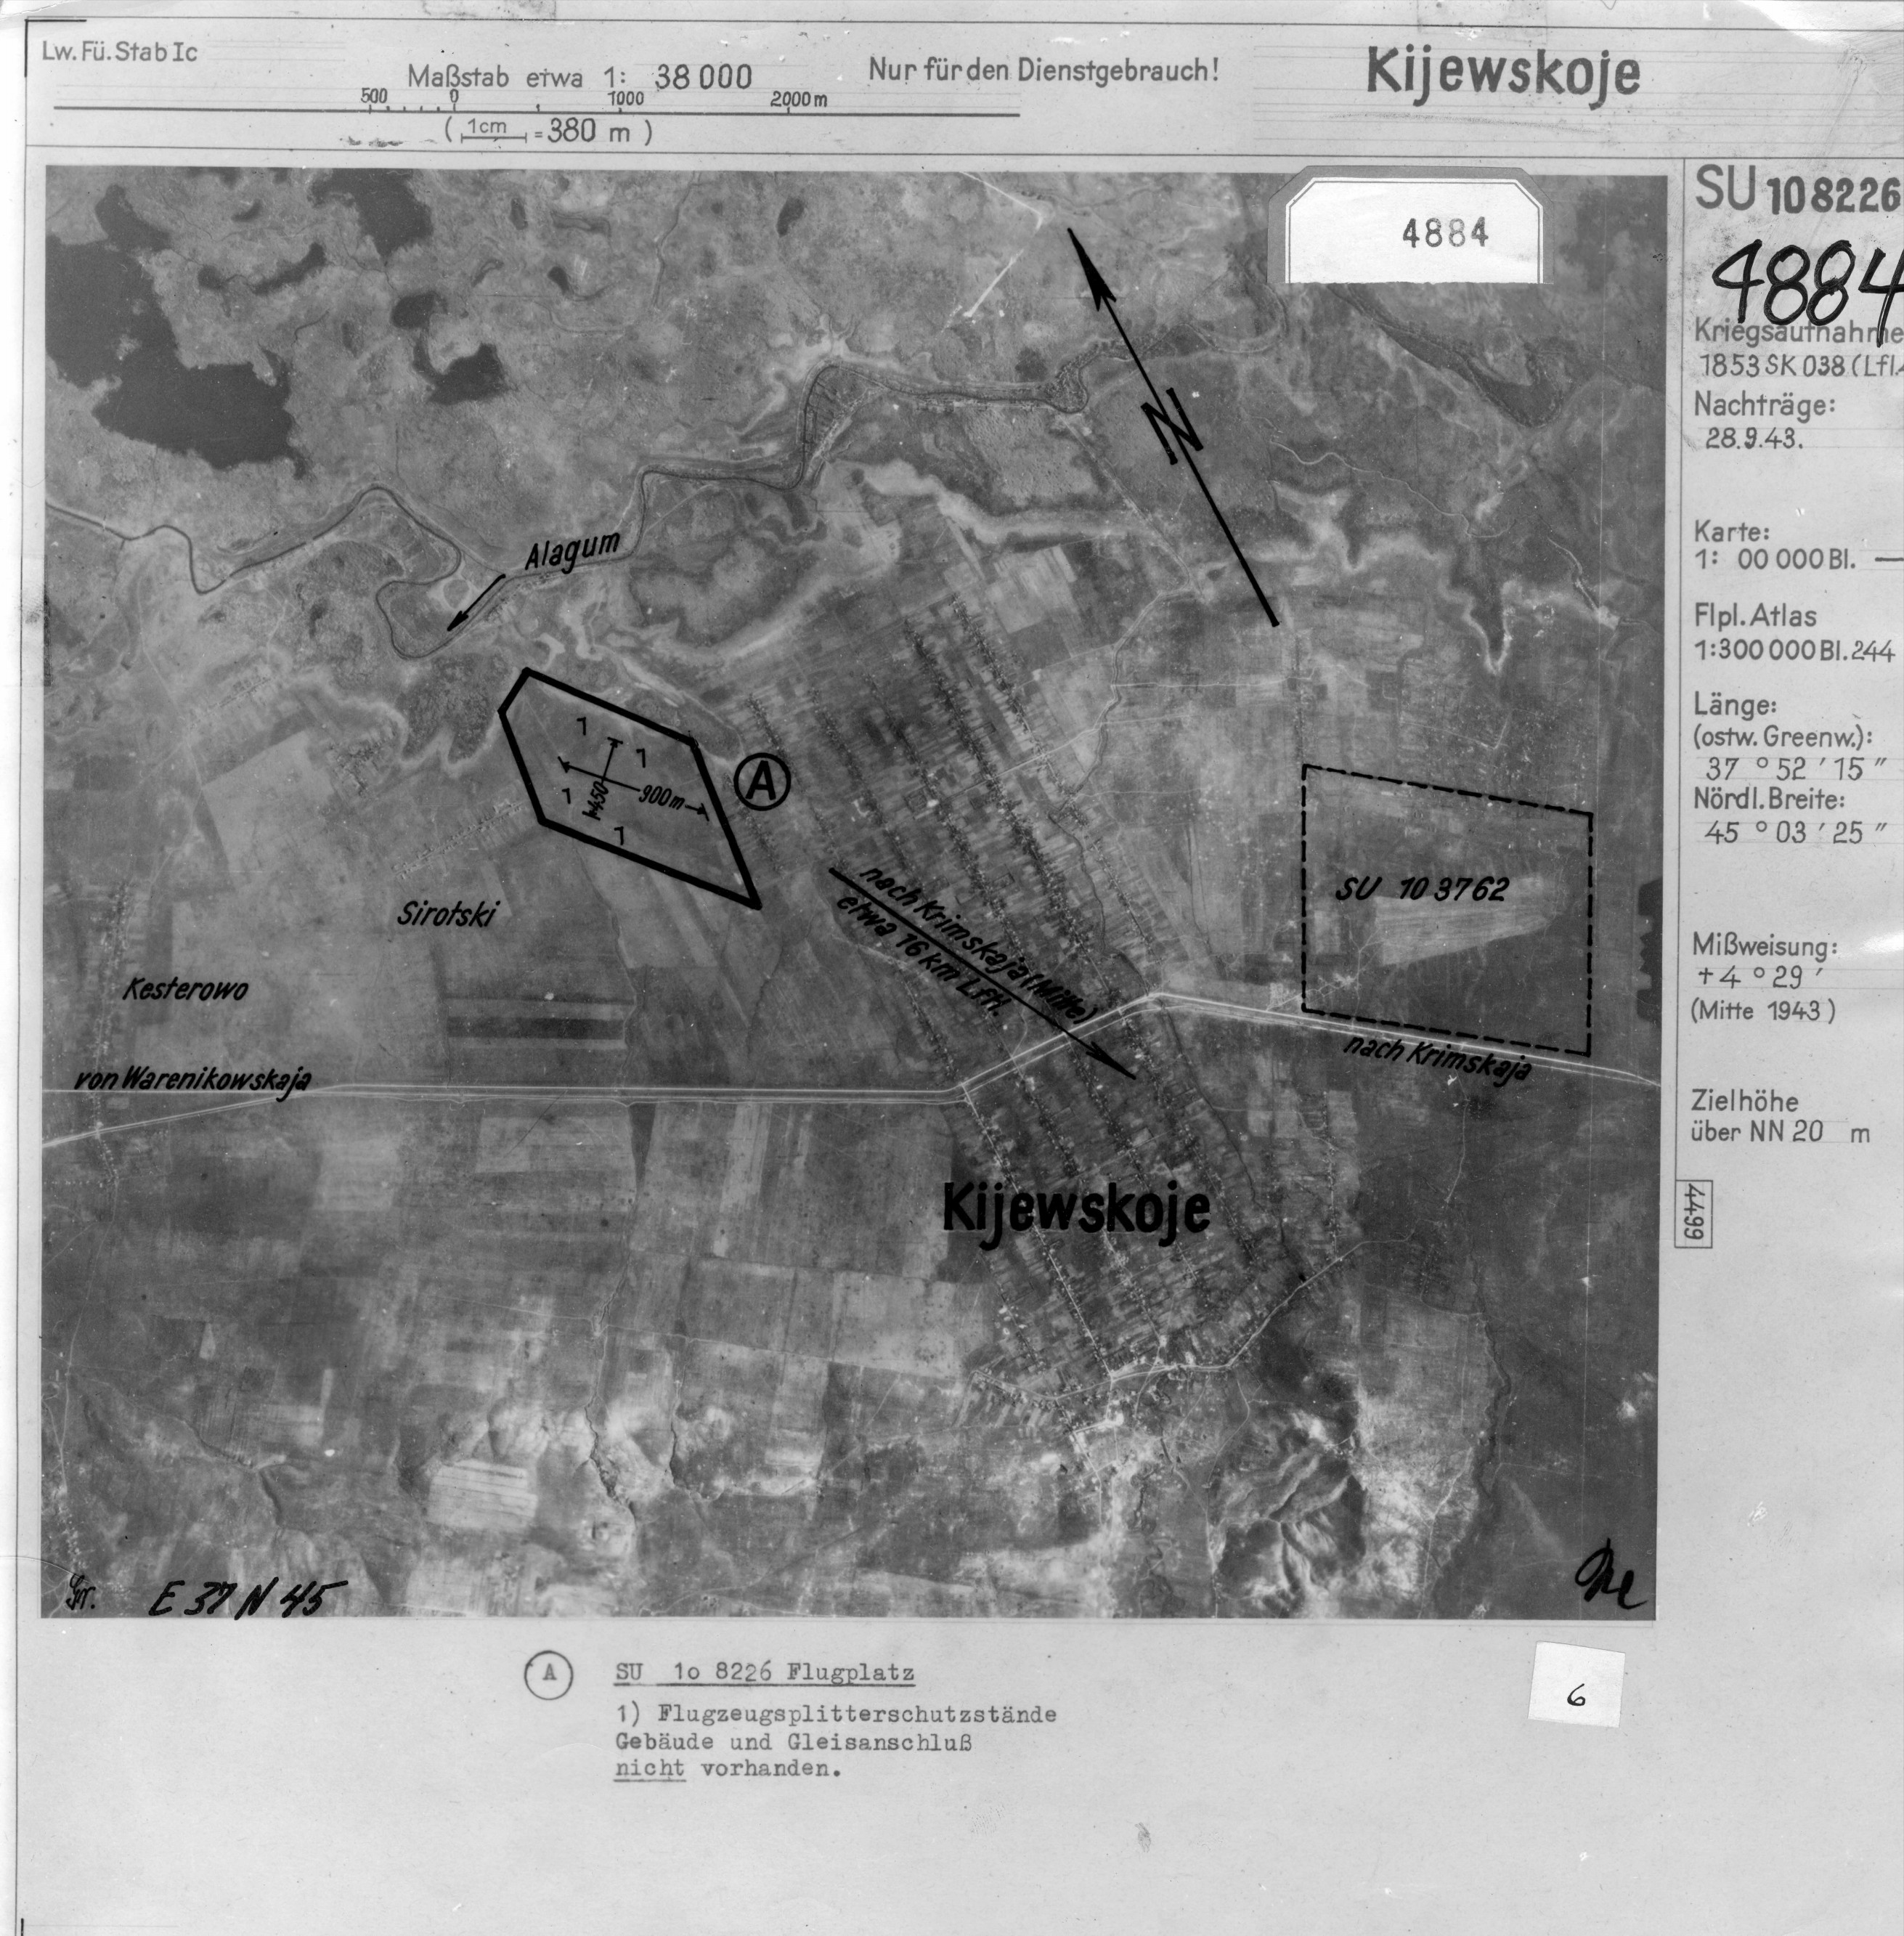 Lw. Fü. Stab Ic
Maßstab etwa 1: 38 000
Nur für den Dienstgebrauch!
Kijewskoje
500 0 1000 2000 m
( 1cm = 380 m )
SU 10 8226
4884
4884
Kriegsaufnahme
1853 SK 038 (Lfl.
Nachträge:
28.9.43.
Karte:
1: 00 000 Bl. —
Flpl. Atlas
1:300 000 Bl. 244
Länge:
(ostw. Greenw.):
37 ° 52 ' 15 "
Nördl. Breite:
45 ° 03 ' 25 "
Mißweisung:
+ 4 ° 29 '
(Mitte 1943)
Zielhöhe
über NN 20 m
4499
N
Alagum
1
1
1
1
450
900m
A
SU 10 3762
nach Krimskaja (Mitte)
etwa 16 km Lftl.
Sirotski
Kesterowo
von Warenikowskaja
nach Krimskaja
Kijewskoje
Gr. E 37 N 45
A
SU 1o 8226 Flugplatz
1) Flugzeugsplitterschutzstände
Gebäude und Gleisanschluß
nicht vorhanden.
6